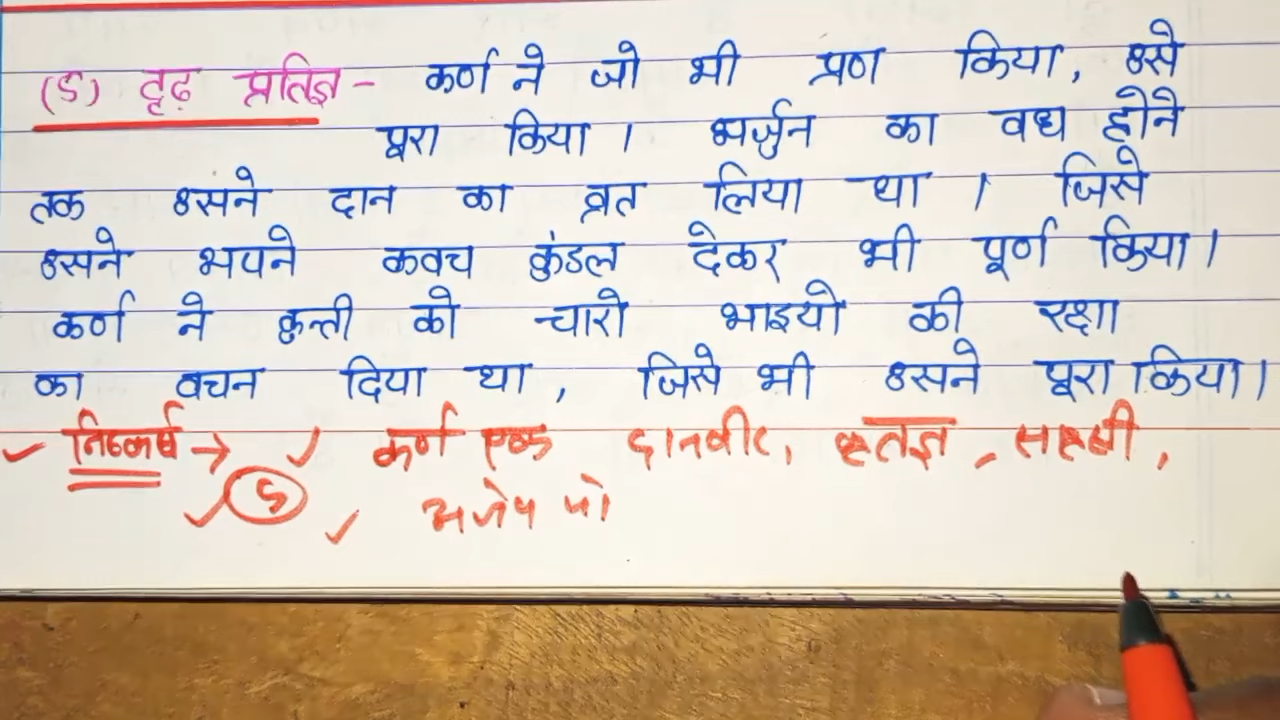 (5) दृढ़ प्रतिज्ञ - कर्ण ने जो भी प्रण किया, उसे
पूरा किया । अर्जुन का वध होने
तक उसने दान का व्रत लिया था । जिसे
उसने अपने कवच कुंडल देकर भी पूर्ण किया।
कर्ण ने कुन्ती को चारो भाइयो की रक्षा
का वचन दिया था, जिसे भी उसने पूरा किया।
निष्कर्ष → कर्ण एक दानवीर, कृतज्ञ, साहसी,
अजेय यो